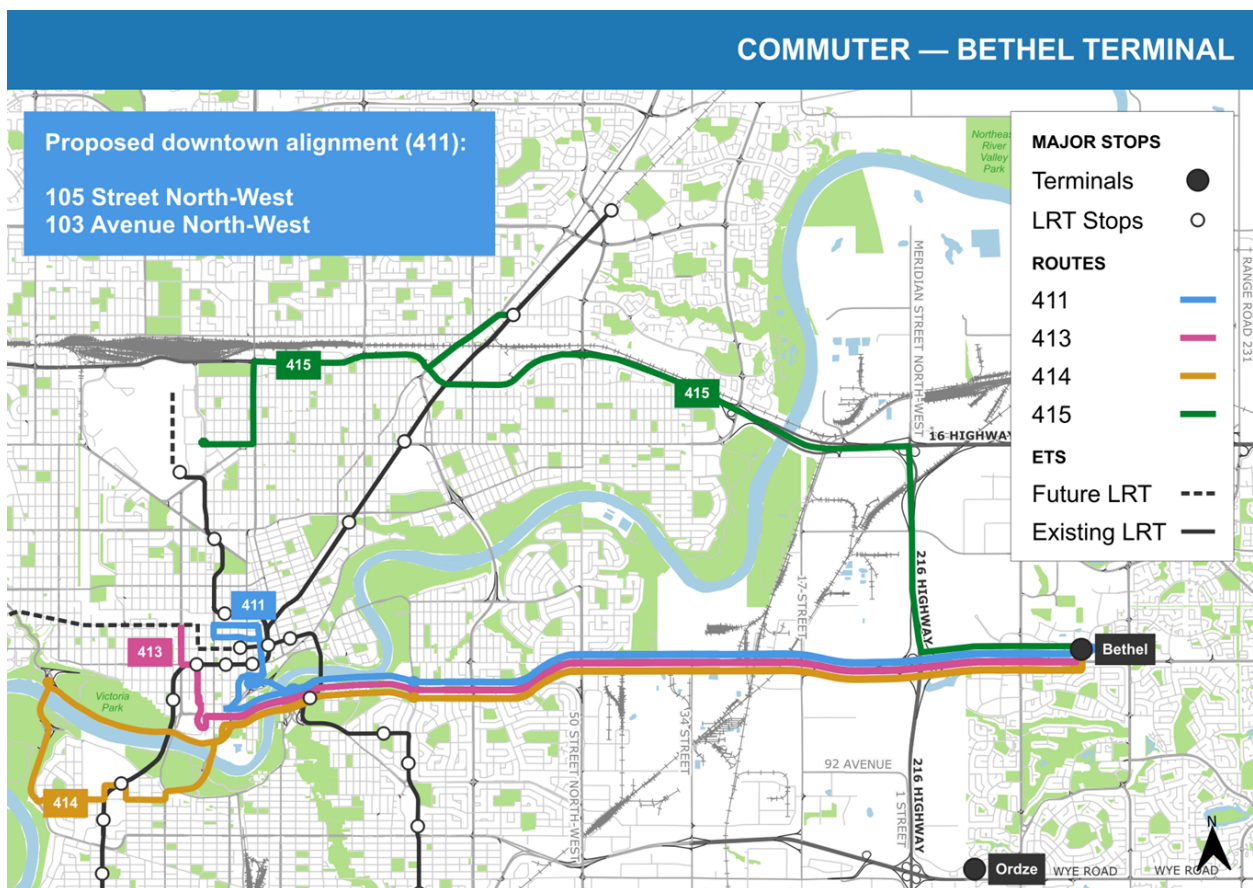 COMMUTER — BETHEL TERMINAL
Proposed downtown alignment (411):
105 Street North-West
103 Avenue North-West
MAJOR STOPS
Terminals
LRT Stops
ROUTES
411
413
414
415
ETS
Future LRT
Existing LRT
River
Valley
Park
MERIDIAN STREET NORTH-WEST
RANGE ROAD 231
415
415
16 HIGHWAY
216 HIGHWAY
17 STREET
411
413
Bethel
Victoria
Park
50 STREET NORTH-WEST
34 STREET
92 AVENUE
1 STREET
216 HIGHWAY
414
N
Ordze
WYE ROAD
WYE ROAD